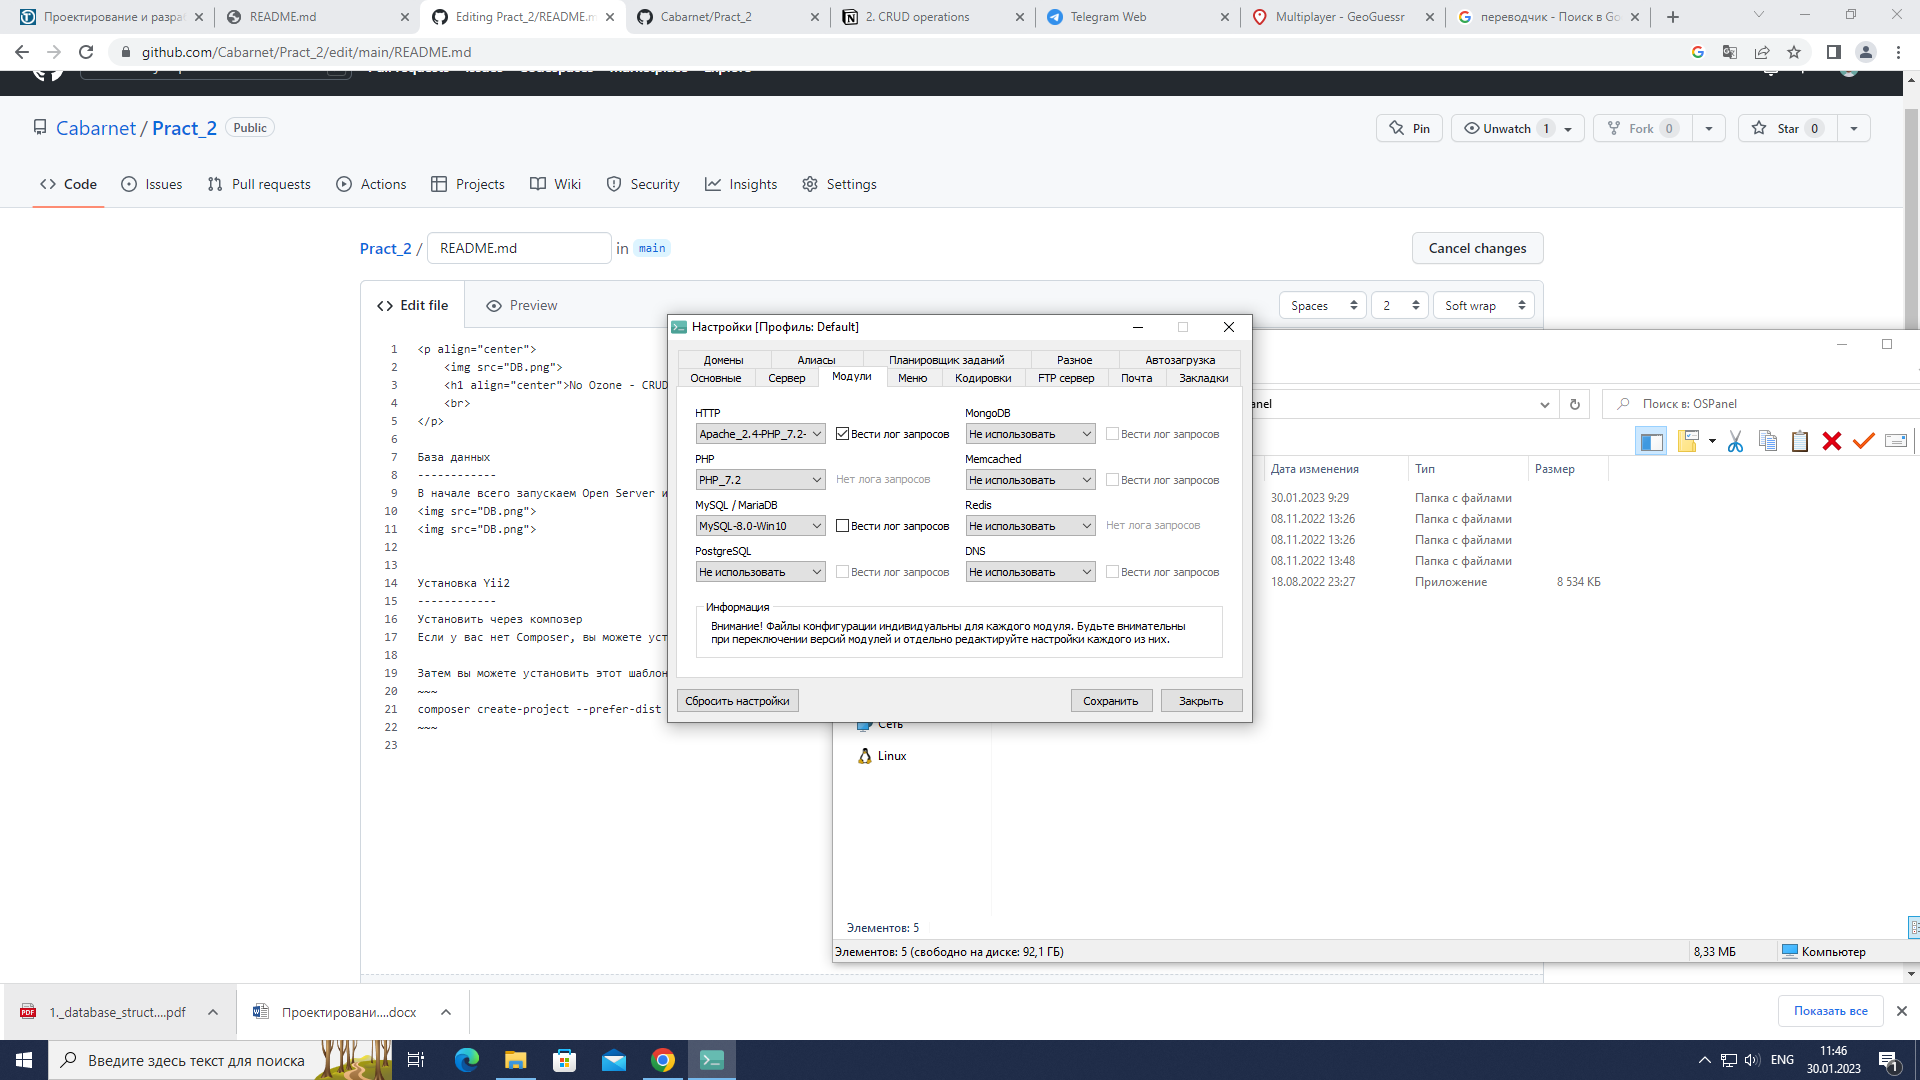 Проектирование и разраб
README.md
Editing Pract_2/README.m
Cabarnet/Pract_2
2. CRUD operations
Telegram Web
Multiplayer - GeoGuessr
переводчик - Поиск в Go
github.com/Cabarnet/Pract_2/edit/main/README.md
Cabarnet / Pract_2 Public
Pin
Unwatch 1
Fork 0
Star 0
Code
Issues
Pull requests
Actions
Projects
Wiki
Security
Insights
Settings
Pract_2 / README.md in main
Cancel changes
Edit file
Preview
Spaces
2
Soft wrap
1 <p align="center">
2 <img src="DB.png">
3 <h1 align="center">No Ozone - CRUD
4 <br>
5 </p>
6
7 База данных
8 ------------
9 В начале всего запускаем Open Server и
10 <img src="DB.png">
11 <img src="DB.png">
12
13
14 Установка Yii2
15 ------------
16 Установить через композер
17 Если у вас нет Composer, вы можете уст
18
19 Затем вы можете установить этот шаблон
20 ~~~
21 composer create-project --prefer-dist
22 ~~~
23
Настройки [Профиль: Default]
Домены
Алиасы
Планировщик заданий
Разное
Автозагрузка
Основные
Сервер
Модули
Меню
Кодировки
FTP сервер
Почта
Закладки
HTTP
MongoDB
Apache_2.4-PHP_7.2-
Вести лог запросов
Не использовать
Вести лог запросов
PHP
Memcached
PHP_7.2
Нет лога запросов
Не использовать
Вести лог запросов
MySQL / MariaDB
Redis
MySQL-8.0-Win10
Вести лог запросов
Не использовать
Нет лога запросов
PostgreSQL
DNS
Не использовать
Вести лог запросов
Не использовать
Вести лог запросов
Информация
Внимание! Файлы конфигурации индивидуальны для каждого модуля. Будьте внимательны
при переключении версий модулей и отдельно редактируйте настройки каждого из них.
Сбросить настройки
Сохранить
Закрыть
anel
Поиск в: OSPanel
Дата изменения
Тип
Размер
30.01.2023 9:29 Папка с файлами
08.11.2022 13:26 Папка с файлами
08.11.2022 13:26 Папка с файлами
08.11.2022 13:48 Папка с файлами
18.08.2022 23:27 Приложение 8 534 КБ
Сеть
Linux
Элементов: 5
Элементов: 5 (свободно на диске: 92,1 ГБ)
8,33 МБ
Компьютер
1._database_struct....pdf
Проектировани....docx
Показать все
Введите здесь текст для поиска
ENG
11:46
30.01.2023
1